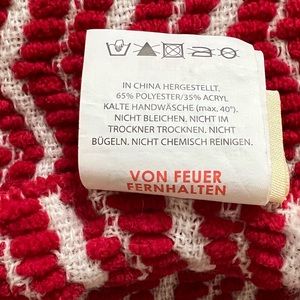 IN CHINA HERGESTELLT.
65% POLYESTER/35% ACRYL
KALTE HANDWÄSCHE (max. 40°).
NICHT BLEICHEN. NICHT IM
TROCKNER TROCKNEN. NICHT
BÜGELN. NICHT CHEMISCH REINIGEN.
VON FEUER
FERNHALTEN